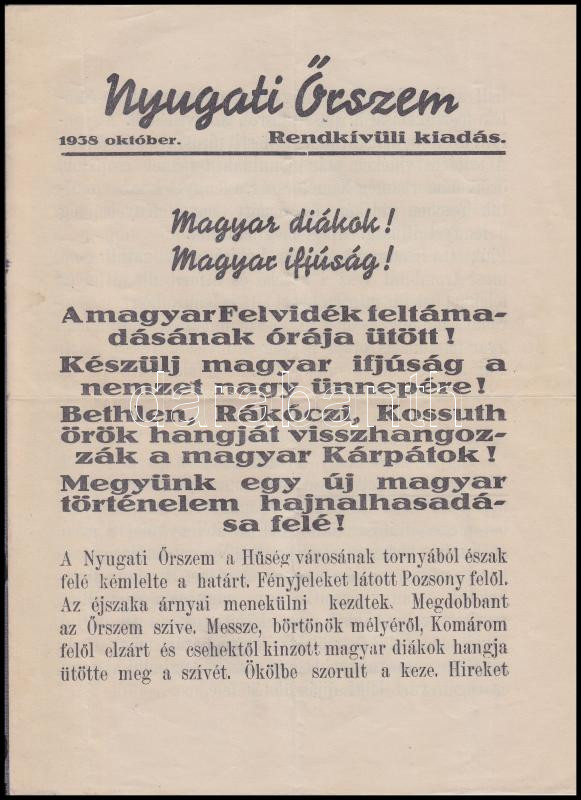 Nyugati Őrszem
1938 október. Rendkívüli kiadás.
Magyar diákok!
Magyar ifjúság!
A magyar Felvidék feltáma-
dásának órája ütött!
Készülj magyar ifjúság a
nemzet nagy ünnepére!
Bethlen, Rákóczi, Kossuth
örök hangját visszhangoz-
zák a magyar Kárpátok!
Megyünk egy új magyar
történelem hajnalhasadá-
sa felé!
A Nyugati Őrszem a Hűség városának tornyából észak
felé kémlelte a határt. Fényjeleket látott Pozsony felől.
Az éjszaka árnyai menekülni kezdtek. Megdobbant
az Őrszem szíve. Messze, börtönök mélyéről, Komárom
felől elzárt és csehektől kinzott magyar diákok hangja
ütötte meg a szívét. Ökölbe szorult a keze. Hireket
darabanth